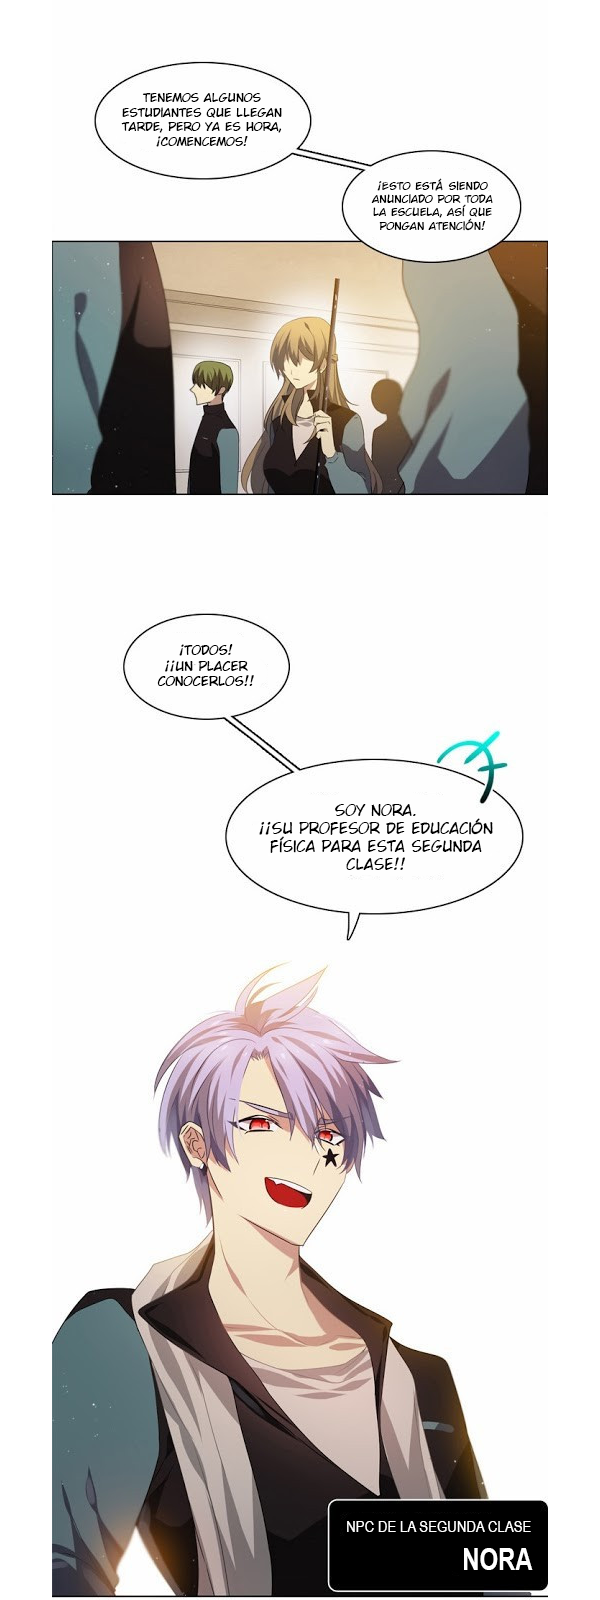 TENEMOS ALGUNOS
ESTUDIANTES QUE LLEGAN
TARDE, PERO YA ES HORA,
¡COMENCEMOS!
¡ESTO ESTÁ SIENDO
ANUNCIADO POR TODA
LA ESCUELA, ASÍ QUE
PONGAN ATENCIÓN!
¡TODOS!
¡¡UN PLACER
CONOCERLOS!!
SOY NORA.
¡¡SU PROFESOR DE EDUCACIÓN
FÍSICA PARA ESTA SEGUNDA
CLASE!!
NPC DE LA SEGUNDA CLASE
NORA